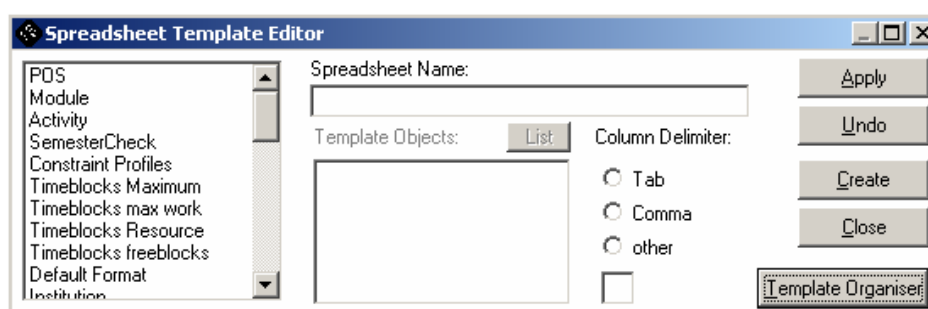 Spreadsheet Template Editor
POS
Module
Activity
SemesterCheck
Constraint Profiles
Timeblocks Maximum
Timeblocks max work
Timeblocks Resource
Timeblocks freeblocks
Default Format
Institution
Spreadsheet Name:
Template Objects:
List
Column Delimiter:
Tab
Comma
other
Apply
Undo
Create
Close
Template Organiser